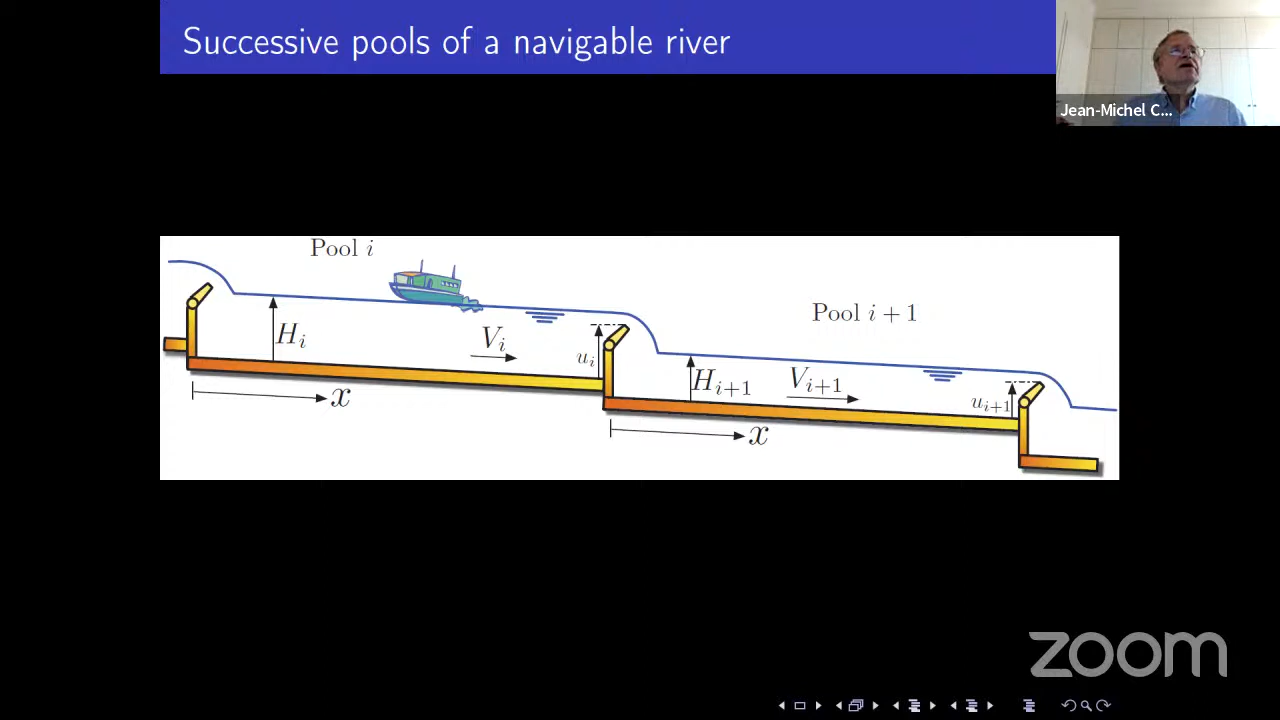 Successive pools of a navigable river
Jean-Michel C...
Pool i
Pool i + 1
H_i
V_i
u_i
H_{i+1}
V_{i+1}
u_{i+1}
x
x
zoom